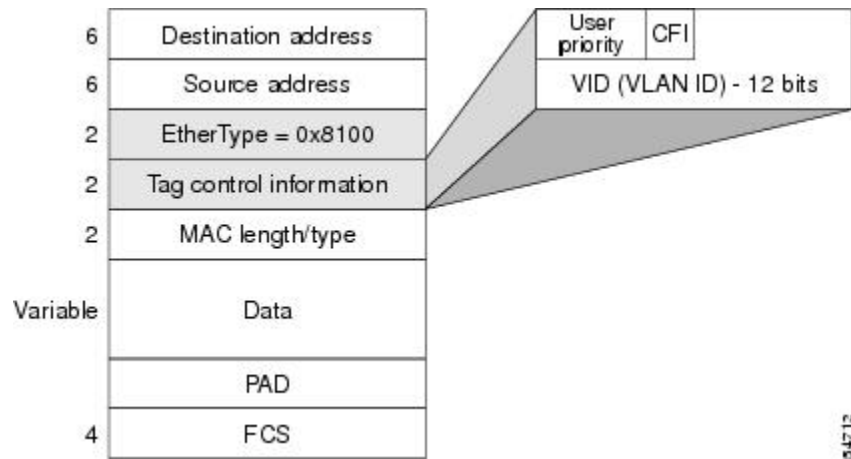 6 Destination address
6 Source address
2 EtherType = 0x8100
2 Tag control information
2 MAC length/type
Variable Data
PAD
4 FCS
User
priority
CFI
VID (VLAN ID) - 12 bits